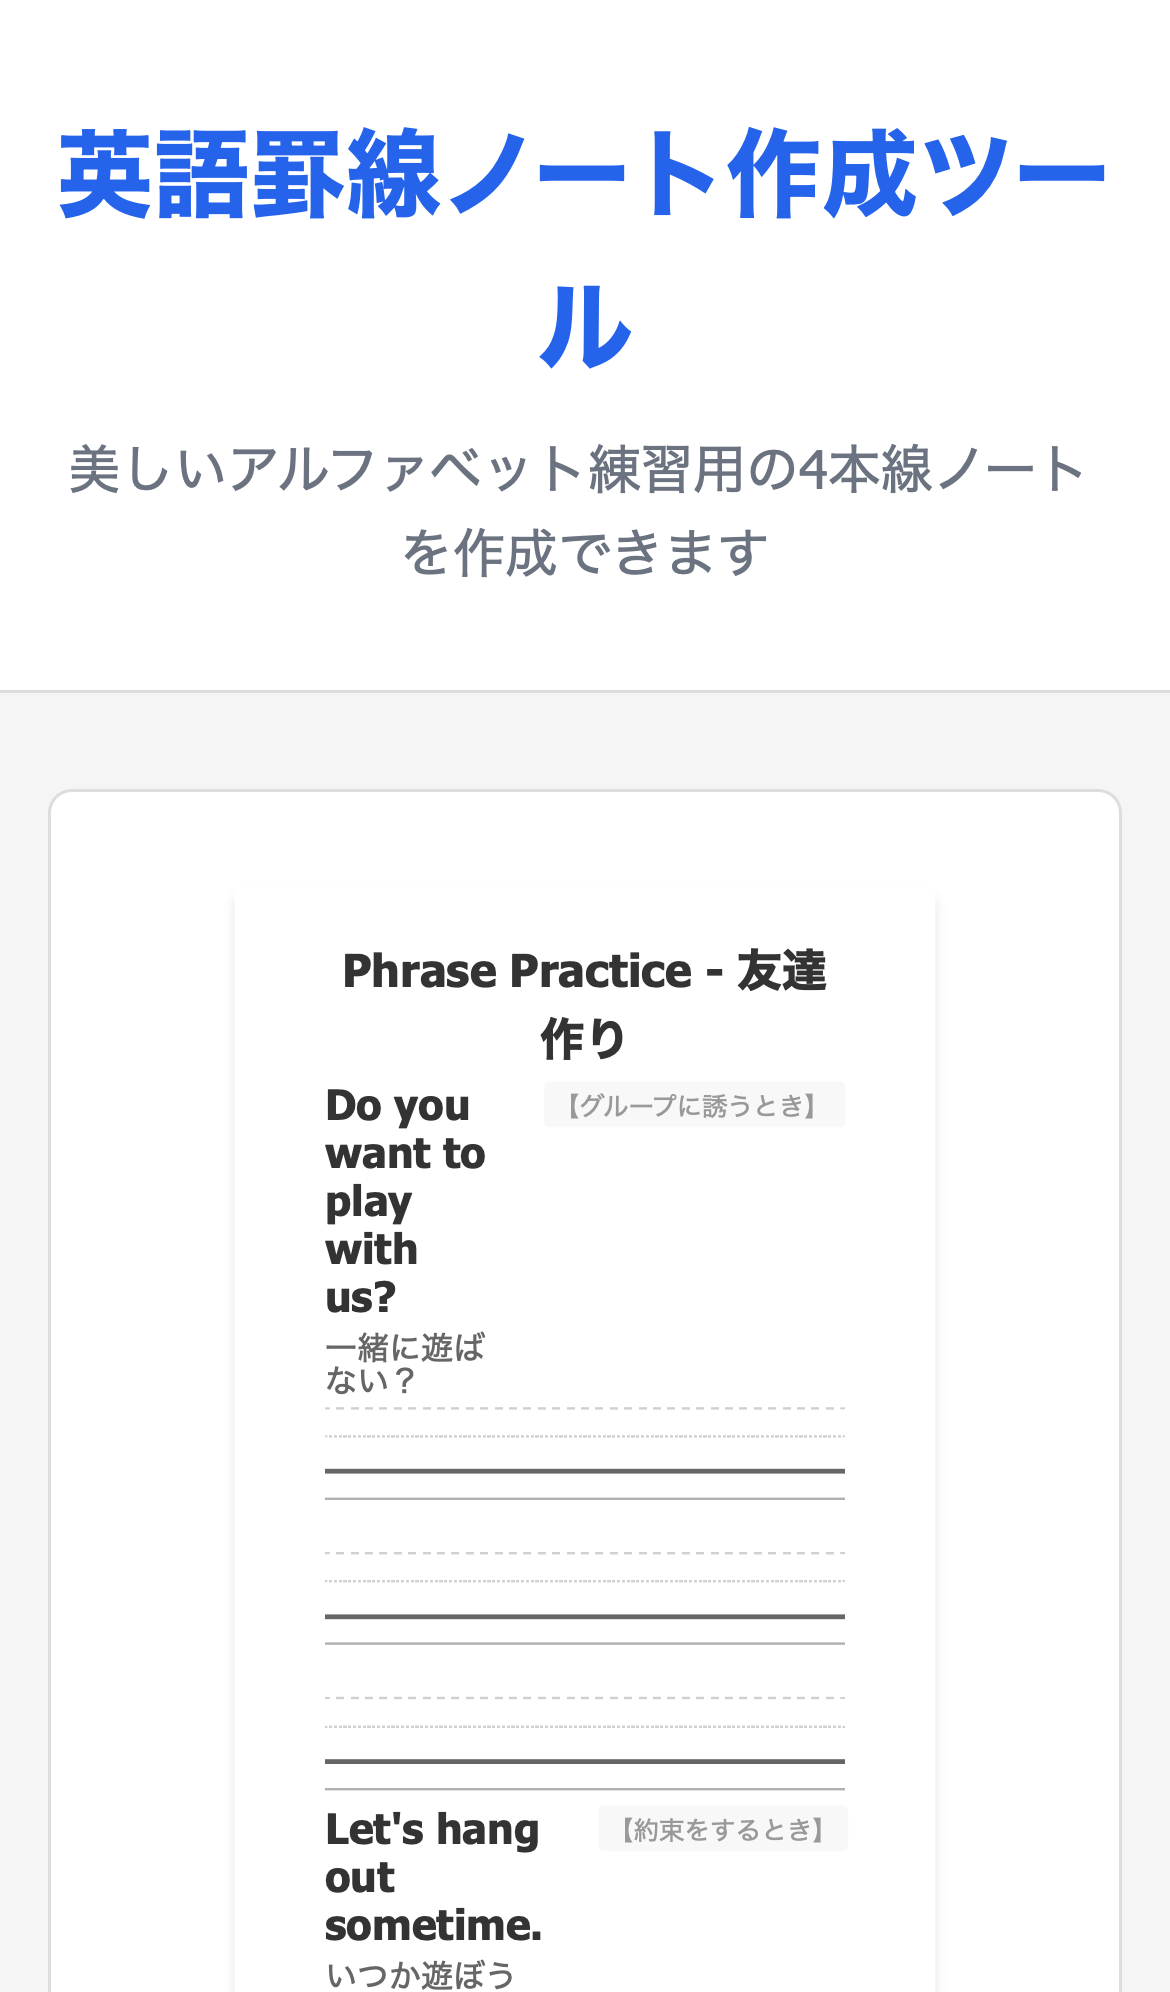 英語罫線ノート作成ツー
ル
美しいアルファベット練習用の4本線ノート
を作成できます
Phrase Practice - 友達
作り
Do you
want to
play
with
us?
【グループに誘うとき】
一緒に遊ば
ない？
Let's hang
out
sometime.
【約束をするとき】
いつか遊ぼう